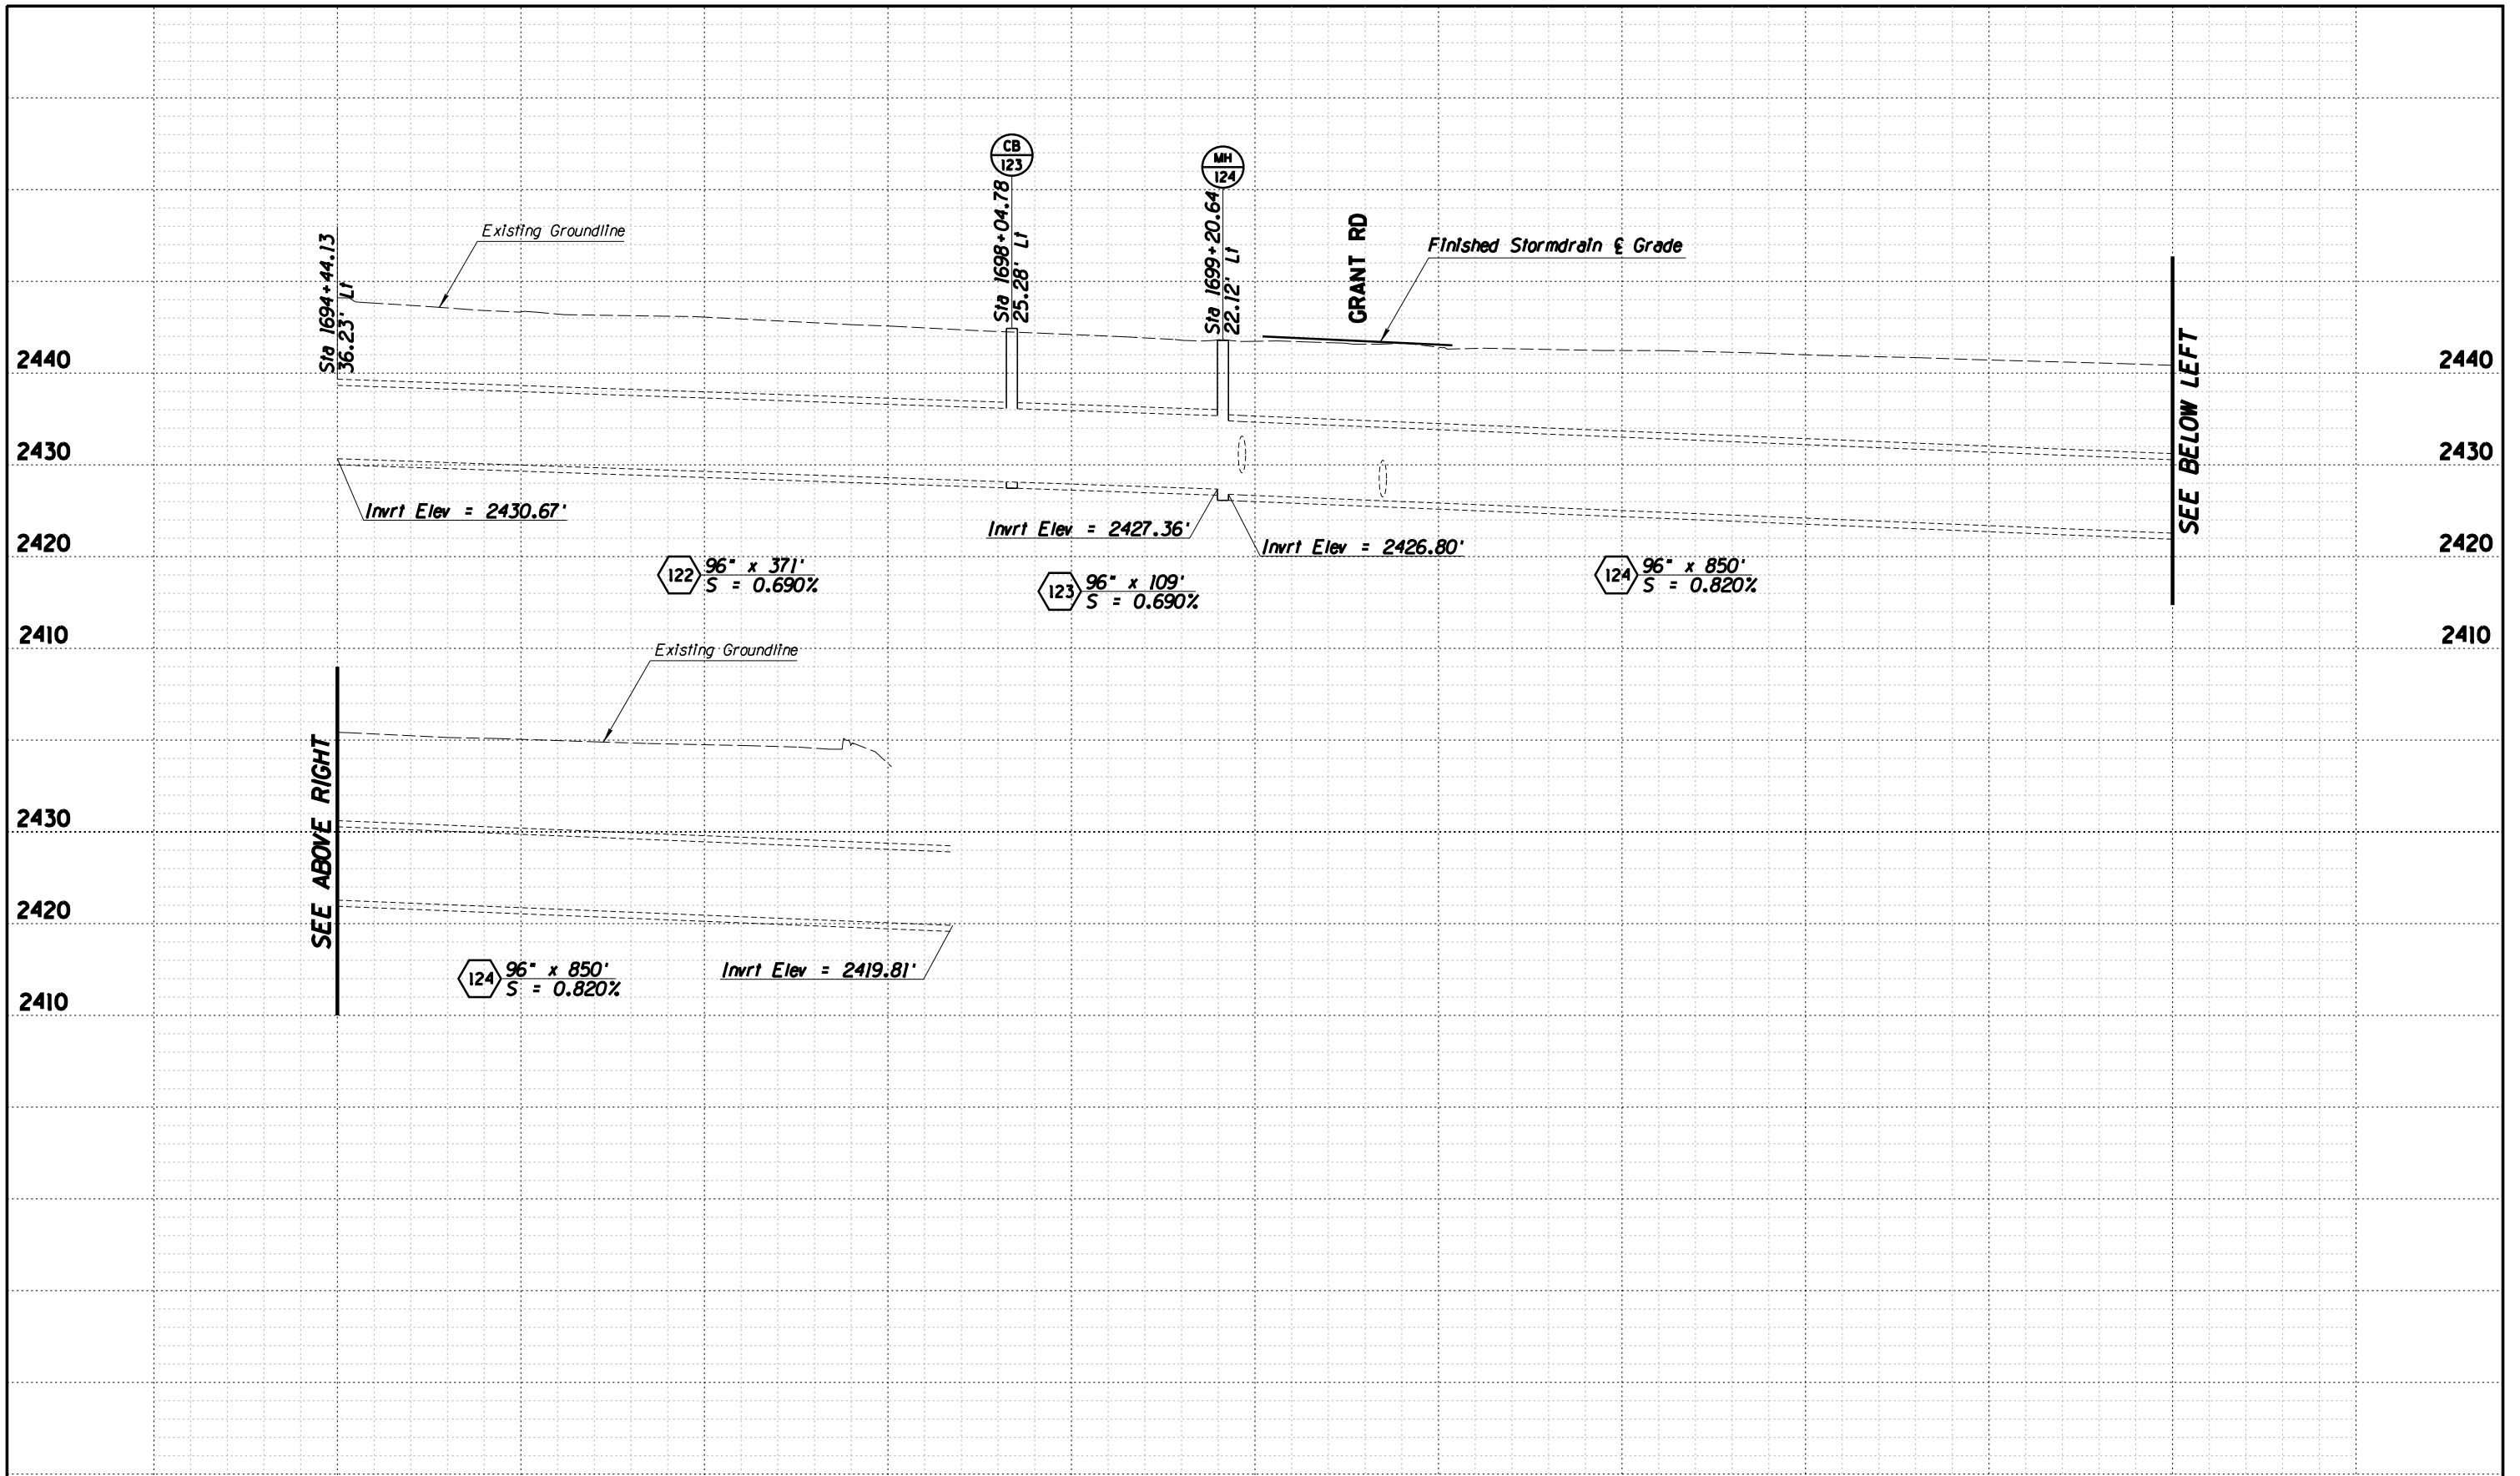 CB
123
Sta 1698+04.78
25.28' Lt
MH
124
Sta 1699+20.64
22.12' Lt
GRANT RD
Sta 1694+44.13
36.23' Lt
Existing Groundline
Finished Stormdrain ℄ Grade
2440
2440
2430
2430
SEE BELOW LEFT
Invrt Elev = 2430.67'
Invrt Elev = 2427.36'
Invrt Elev = 2426.80'
2420
2420
122
96" x 371'
S = 0.690%
123
96" x 109'
S = 0.690%
124
96" x 850'
S = 0.820%
2410
2410
Existing Groundline
SEE ABOVE RIGHT
2430
2420
124
96" x 850'
S = 0.820%
Invrt Elev = 2419.81'
2410